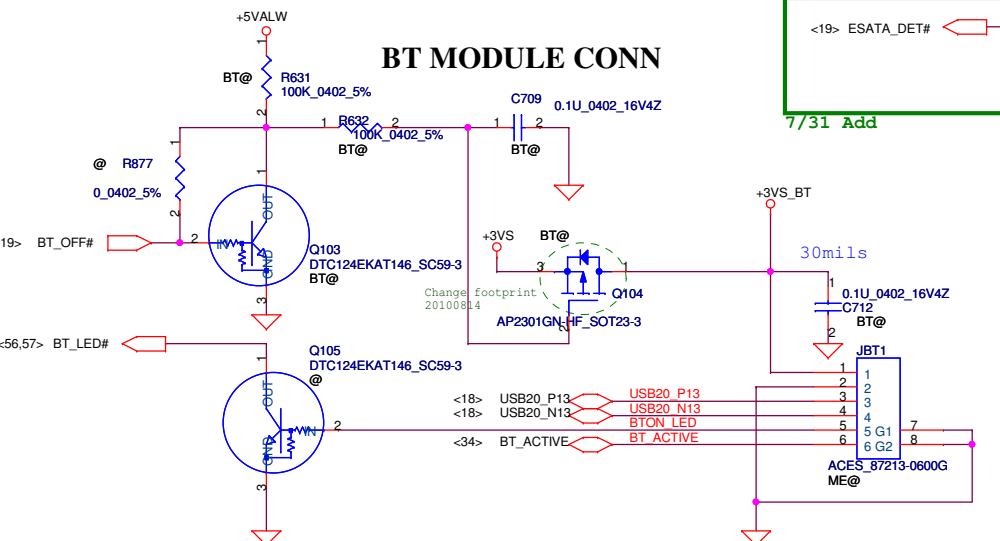 +5VALW
<19> ESATA_DET#
BT MODULE CONN
7/31 Add
1
BT@
R631
100K_0402_5%
2
1
R632
2
100K_0402_5%
BT@
C709
0.1U_0402_16V4Z
1
2
BT@
1
@
R877
0_0402_5%
2
1
OUT
19>
BT_OFF#
2
IN
GND
3
Q103
DTC124EKAT146_SC59-3
BT@
+3VS
BT@
3
1
Q104
2
Change footprint
20100814
AP2301GN-HF_SOT23-3
+3VS_BT
30mils
1
0.1U_0402_16V4Z
C712
BT@
2
<56,57>
BT_LED#
1
OUT
IN
2
GND
3
Q105
DTC124EKAT146_SC59-3
@
JBT1
1 1
2 2
<18> USB20_P13 USB20_P13 3 3
<18> USB20_N13 USB20_N13 4 4
BTON_LED 5 5 G1 7
<34> BT_ACTIVE BT_ACTIVE 6 6 G2 8
ACES_87213-0600G
ME@